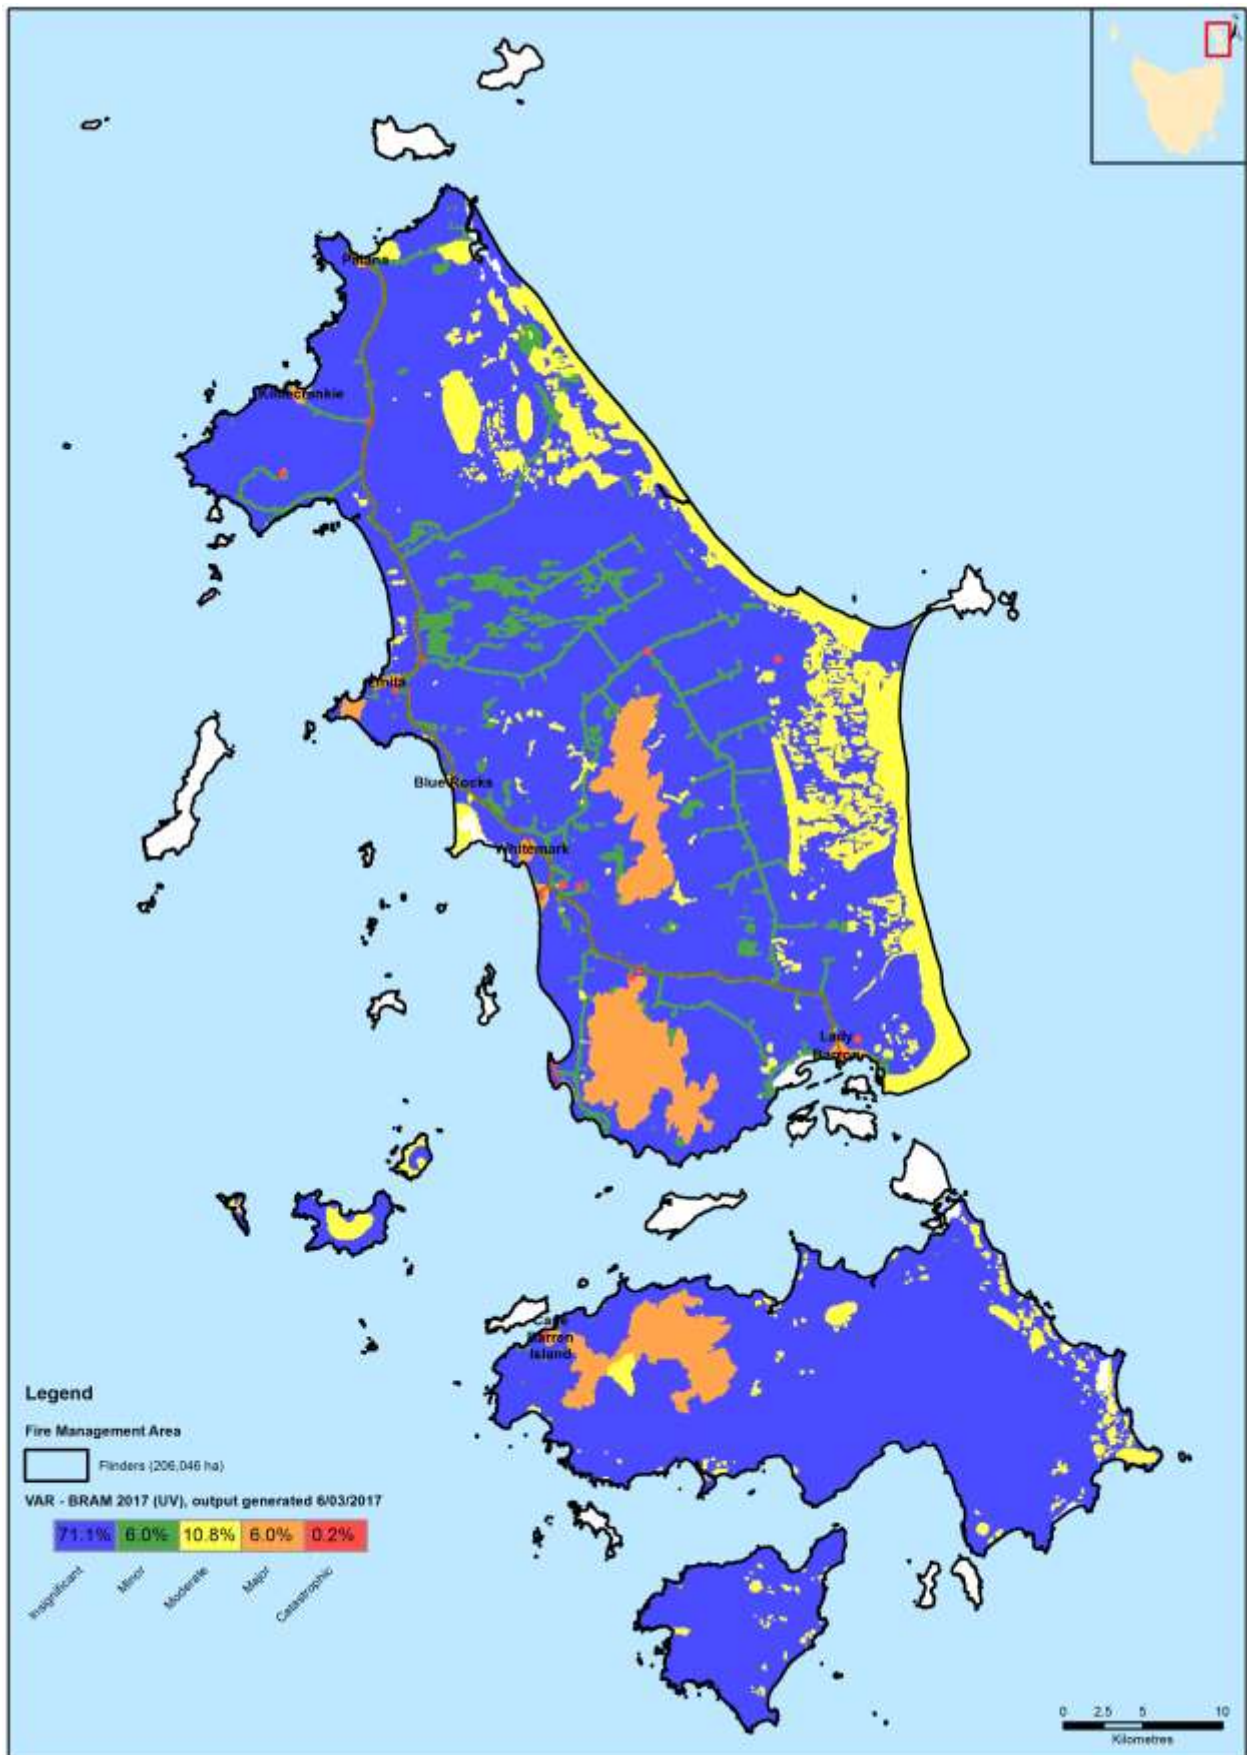 Palana
Killiecrankie
Emita
Blue Rocks
Whitemark
Lady
Barron
Cape
Barren
Island
Legend
Fire Management Area
Flinders (206,046 ha)
VAR - BRAM 2017 (UV), output generated 6/03/2017
71.1% 6.0% 10.8% 6.0% 0.2%
Insignificant Minor Moderate Major Catastrophic
0 2.5 5 10
Kilometres